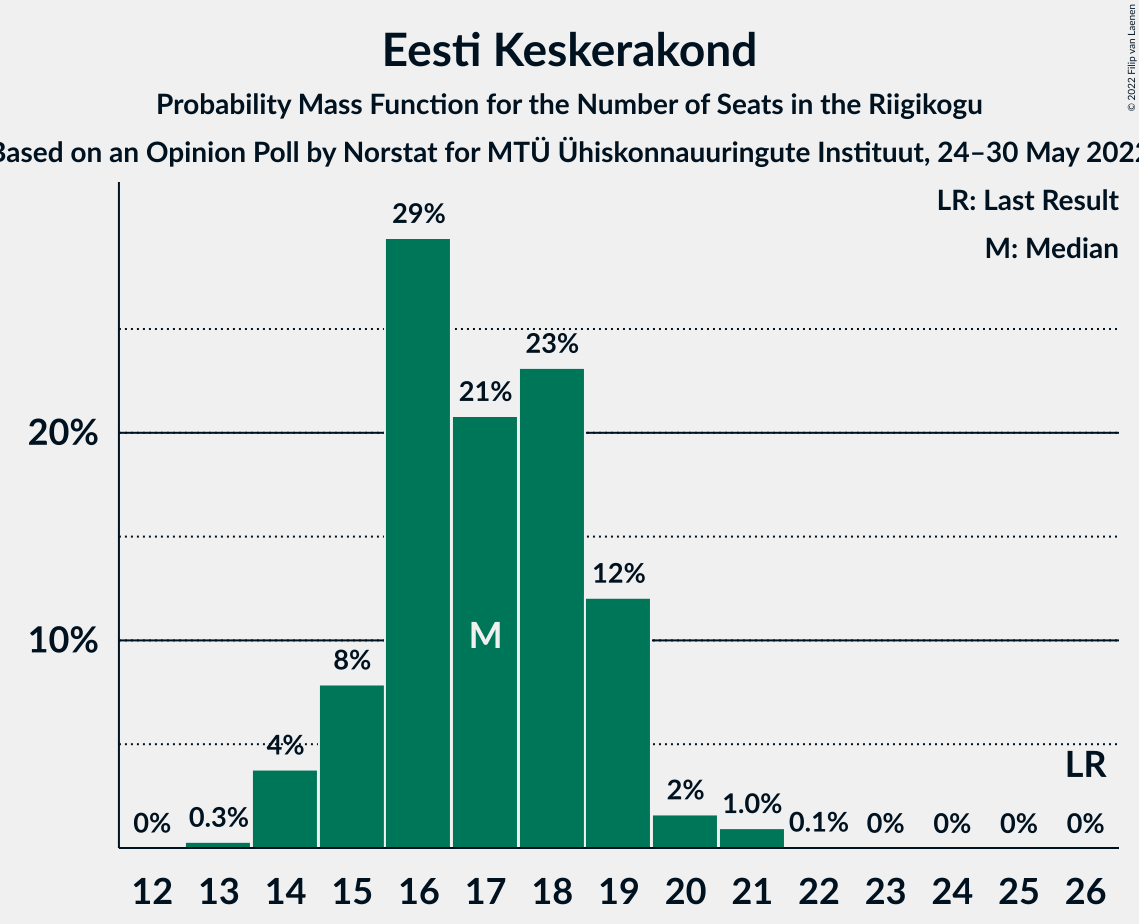 © 2022 Filip van Laenen
Eesti Keskerakond
Probability Mass Function for the Number of Seats in the Riigikogu
Based on an Opinion Poll by Norstat for MTÜ Ühiskonnauuringute Instituut, 24–30 May 2022
LR: Last Result
M: Median
29%
23%
21%
20%
12%
M
10%
8%
4%
LR
2%
1.0%
0% 0.3% 0.1% 0% 0% 0% 0%
12 13 14 15 16 17 18 19 20 21 22 23 24 25 26